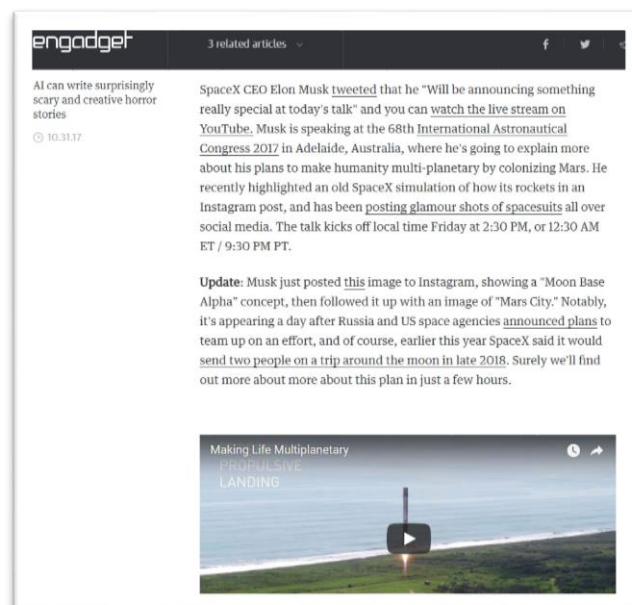 engadget
3 related articles
AI can write surprisingly
scary and creative horror
stories
10.31.17
SpaceX CEO Elon Musk tweeted that he "Will be announcing something
really special at today's talk" and you can watch the live stream on
YouTube. Musk is speaking at the 68th International Astronautical
Congress 2017 in Adelaide, Australia, where he's going to explain more
about his plans to make humanity multi-planetary by colonizing Mars. He
recently highlighted an old SpaceX simulation of how its rockets in an
Instagram post, and has been posting glamour shots of spacesuits all over
social media. The talk kicks off local time Friday at 2:30 PM, or 12:30 AM
ET / 9:30 PM PT.
Update: Musk just posted this image to Instagram, showing a "Moon Base
Alpha" concept, then followed it up with an image of "Mars City." Notably,
it's appearing a day after Russia and US space agencies announced plans to
team up on an effort, and of course, earlier this year SpaceX said it would
send two people on a trip around the moon in late 2018. Surely we'll find
out more about more about this plan in just a few hours.
Making Life Multiplanetary
PROPULSIVE
LANDING